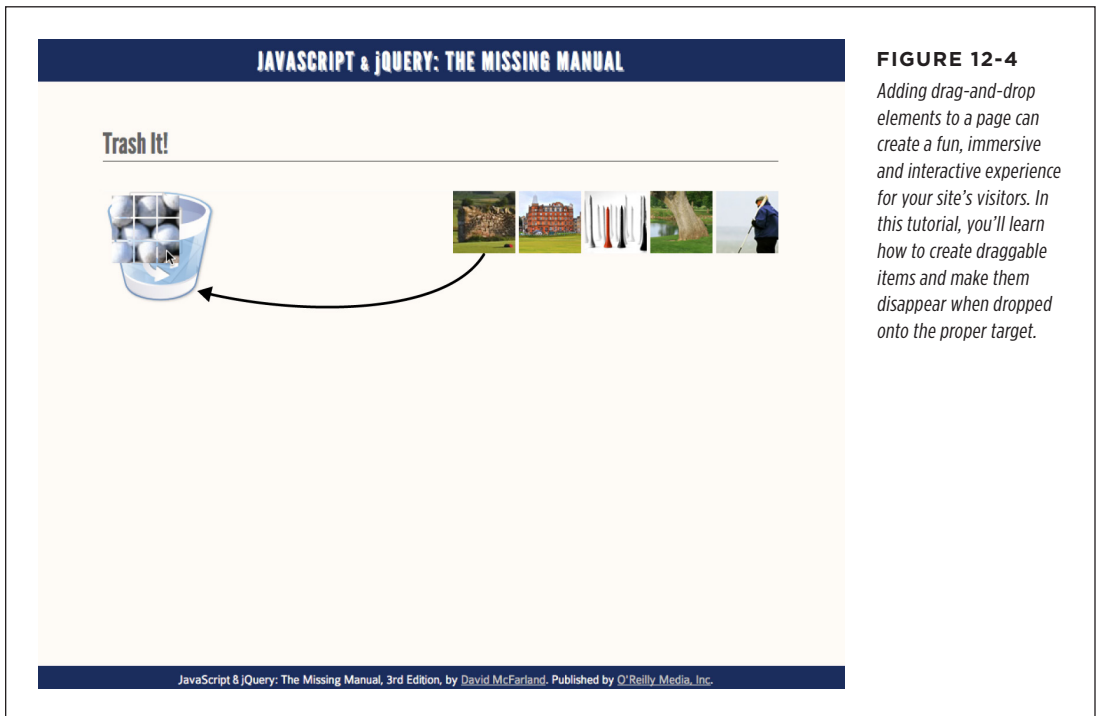 JAVASCRIPT & jQUERY: THE MISSING MANUAL
Trash It!
JavaScript & jQuery: The Missing Manual, 3rd Edition, by David McFarland. Published by O'Reilly Media, Inc.
FIGURE 12-4
Adding drag-and-drop
elements to a page can
create a fun, immersive
and interactive experience
for your site's visitors. In
this tutorial, you'll learn
how to create draggable
items and make them
disappear when dropped
onto the proper target.